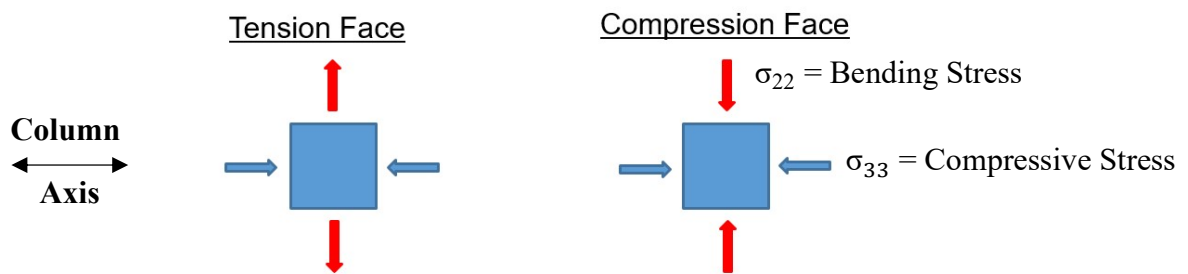 Tension Face
Compression Face
σ₂₂ = Bending Stress
Column
Axis
σ₃₃ = Compressive Stress